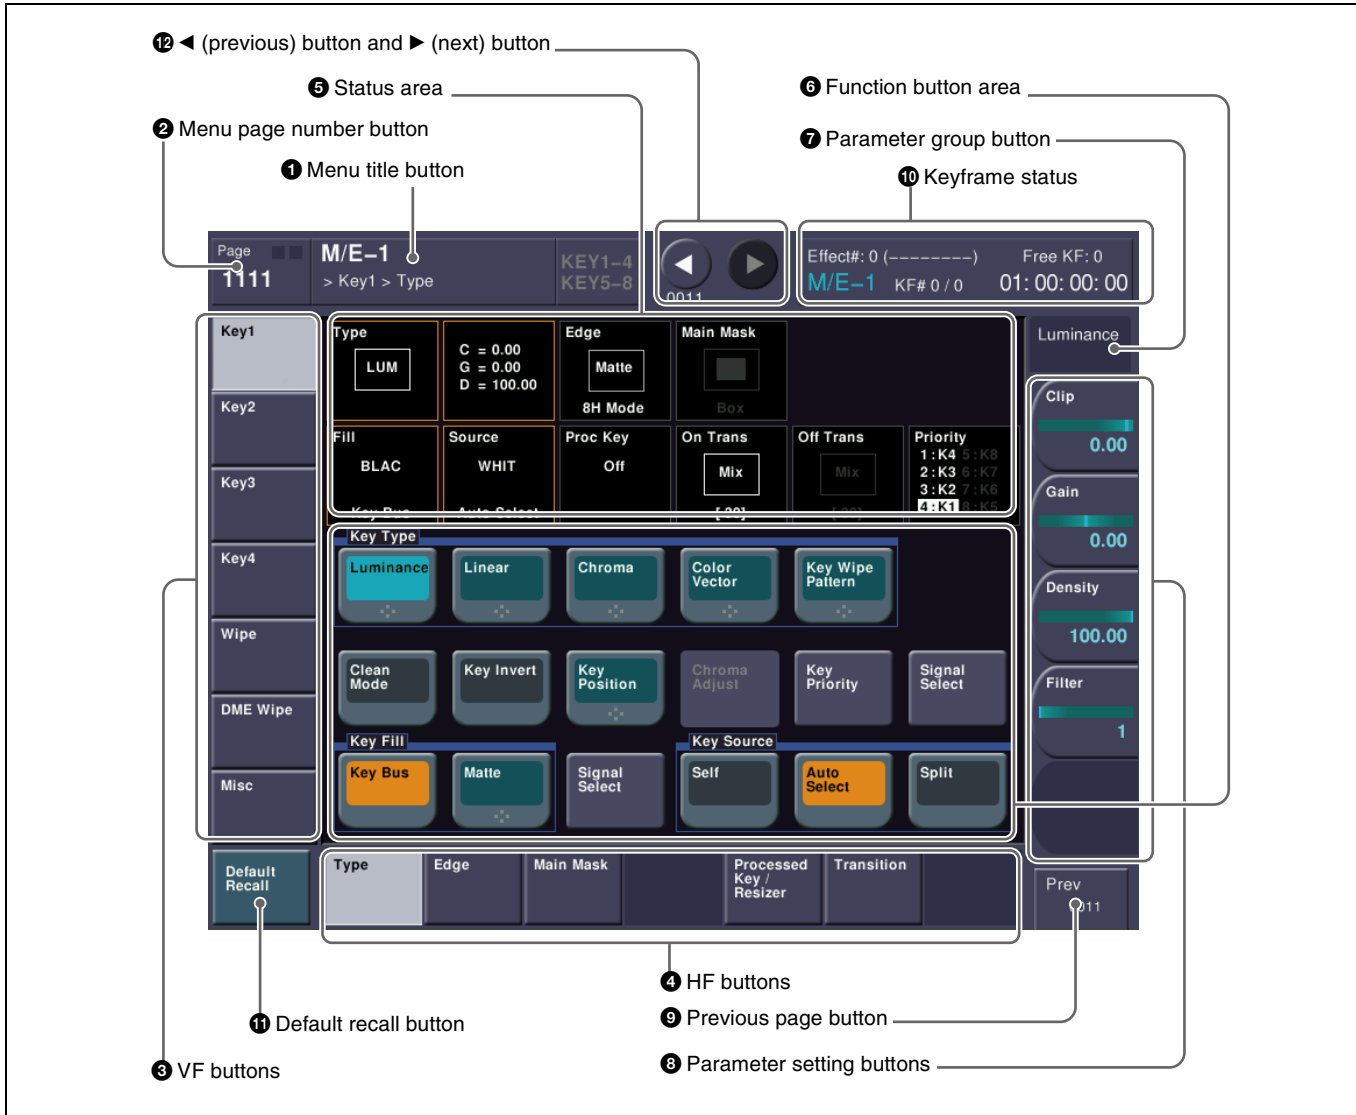 ⓬ ◀ (previous) button and ▶ (next) button
❺ Status area
❻ Function button area
❷ Menu page number button
❼ Parameter group button
❶ Menu title button
❿ Keyframe status
Page
1111
M/E–1
> Key1 > Type
KEY1–4
KEY5–8
0011
Effect#: 0 (––––––––)
Free KF: 0
M/E–1
KF# 0 / 0
01: 00: 00: 00
Key1
Key2
Key3
Key4
Wipe
DME Wipe
Misc
Type
LUM
C = 0.00
G = 0.00
D = 100.00
Edge
Matte
8H Mode
Main Mask
Box
Fill
BLAC
Key Bus
Source
WHIT
Auto Select
Proc Key
Off
On Trans
Mix
[ 30]
Off Trans
Mix
[ 30]
Priority
1:K4 5:K8
2:K3 6:K7
3:K2 7:K6
4:K1 8:K5
Luminance
Clip
0.00
Gain
0.00
Density
100.00
Filter
1
Key Type
Luminance
Linear
Chroma
Color
Vector
Key Wipe
Pattern
Clean
Mode
Key Invert
Key
Position
Chroma
Adjust
Key
Priority
Signal
Select
Key Fill
Key Bus
Matte
Signal
Select
Key Source
Self
Auto
Select
Split
Default
Recall
Type
Edge
Main Mask
Processed
Key /
Resizer
Transition
Prev
0011
❹ HF buttons
❾ Previous page button
⓫ Default recall button
❽ Parameter setting buttons
❸ VF buttons